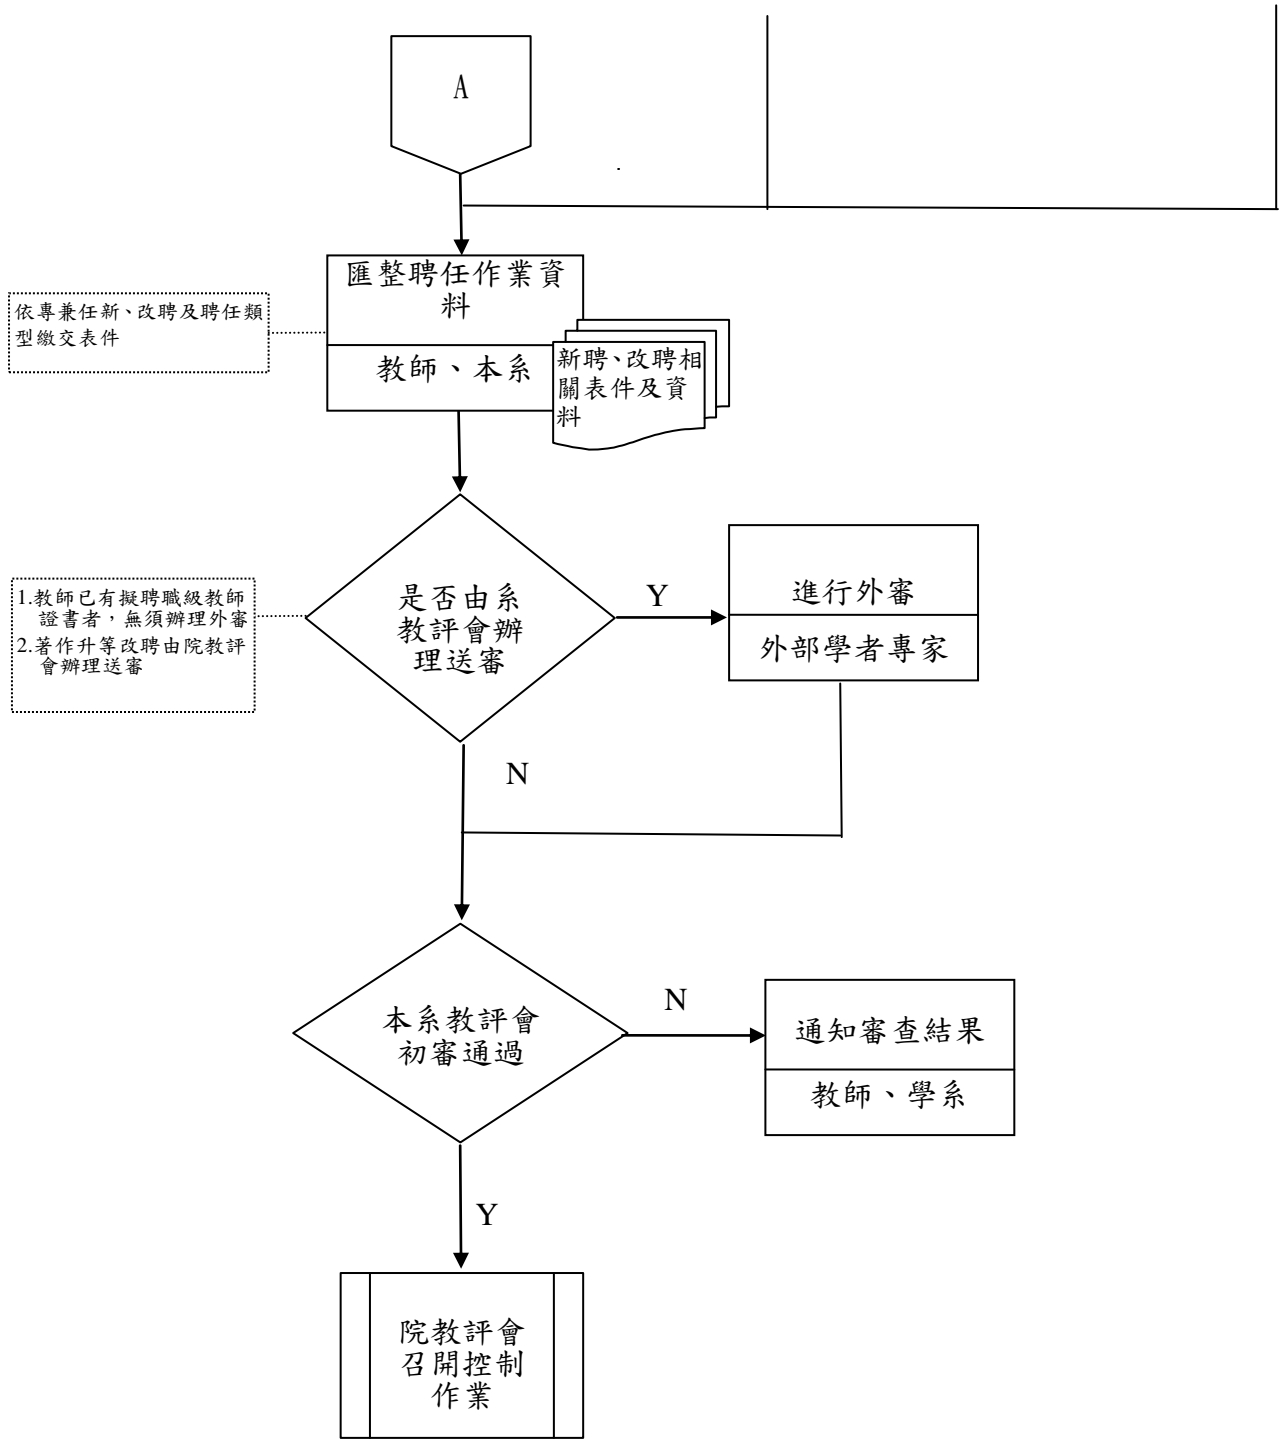 A
匯整聘任作業資
料
教師、本系
依專兼任新、改聘及聘任類
型繳交表件
新聘、改聘相
關表件及資
料
是否由系
教評會辦
理送審
1.教師已有擬聘職級教師
證書者，無須辦理外審
2.著作升等改聘由院教評
會辦理送審
Y
進行外審
外部學者專家
N
本系教評會
初審通過
N
通知審查結果
教師、學系
Y
院教評會
召開控制
作業